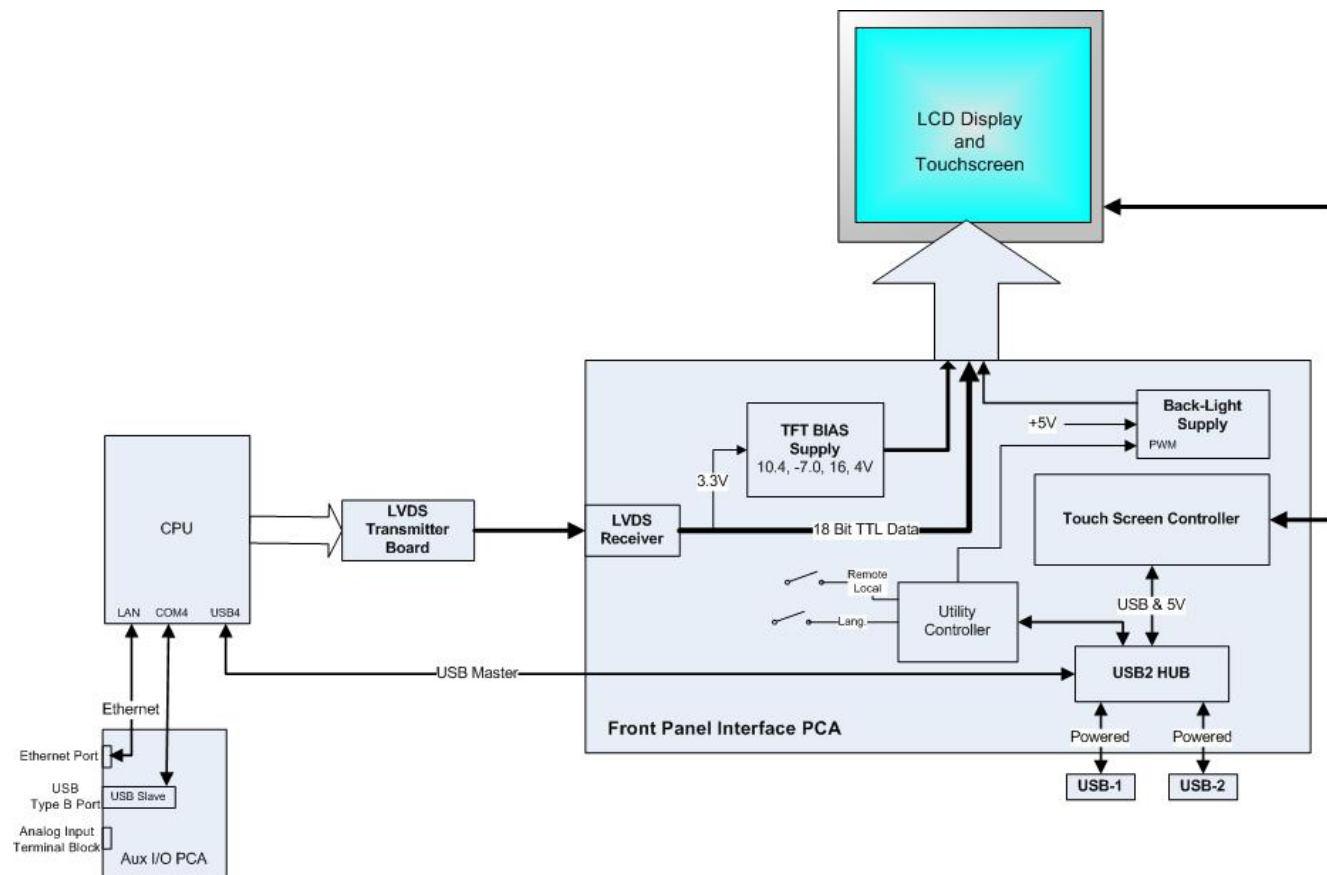 LCD Display
and
Touchscreen
Back-Light
Supply
+5V
PWM
TFT BIAS
Supply
10.4, -7.0, 16, 4V
3.3V
CPU
LVDS
Transmitter
Board
LVDS
Receiver
18 Bit TTL Data
Touch Screen Controller
Remote
Local
Lang.
Utility
Controller
USB & 5V
LAN
COM4
USB4
USB Master
USB2 HUB
Ethernet
Front Panel Interface PCA
Powered
Powered
Ethernet Port
USB
Type B Port
USB Slave
USB-1
USB-2
Analog Input
Terminal Block
Aux I/O PCA